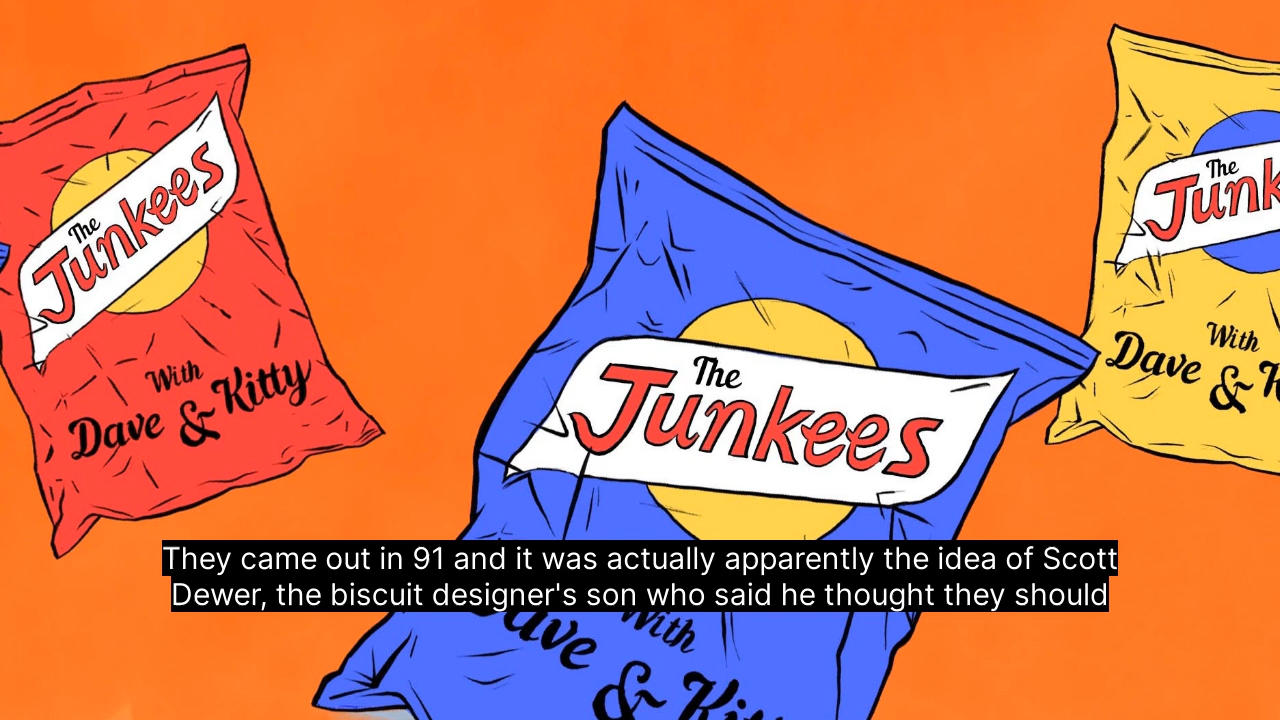 The
Junkees
With
Dave & Kitty
The
Junkees
The
With
Dave &
They came out in 91 and it was actually apparently the idea of Scott
Dewer, the biscuit designer's son who said he thought they should
With
&